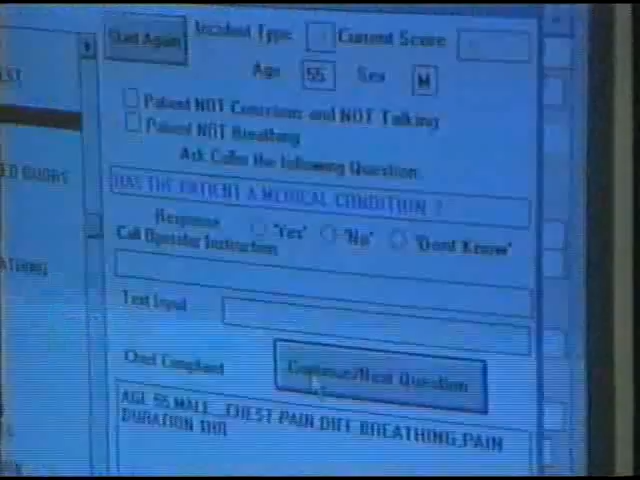 Start Again Incident Type Current Score
Age 55 Sex M
Patient NOT Conscious and NOT Talking
Patient NOT Breathing
Ask Caller the following Question
HAS THE PATIENT A MEDICAL CONDITION ?
Response 'Yes' 'No' 'Dont Know'
Call Operator Instructions
Text Input
Chief Complaint Continue/Next Question
AGE 55,MALE, CHEST PAIN,DIFF BREATHING,PAIN
DURATION 1HR